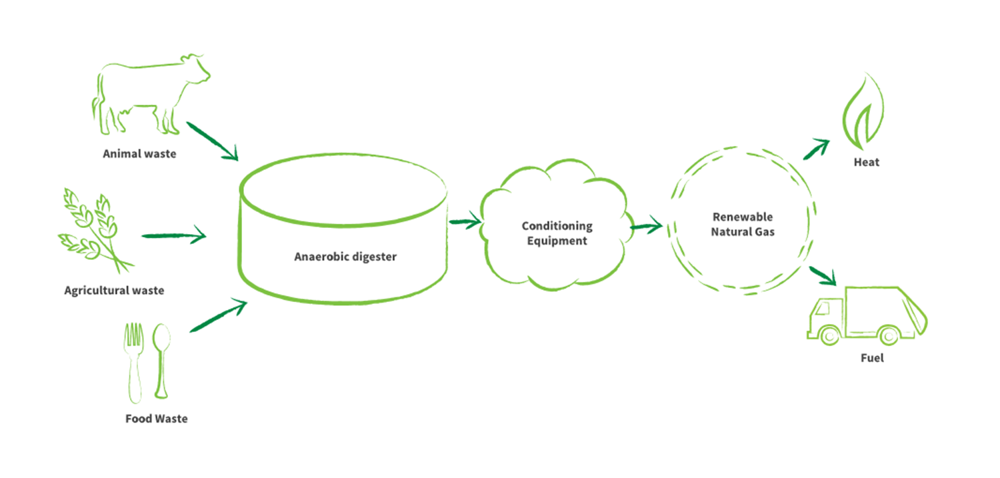 Animal waste
Agricultural waste
Food Waste
Anaerobic digester
Conditioning
Equipment
Renewable
Natural Gas
Heat
Fuel